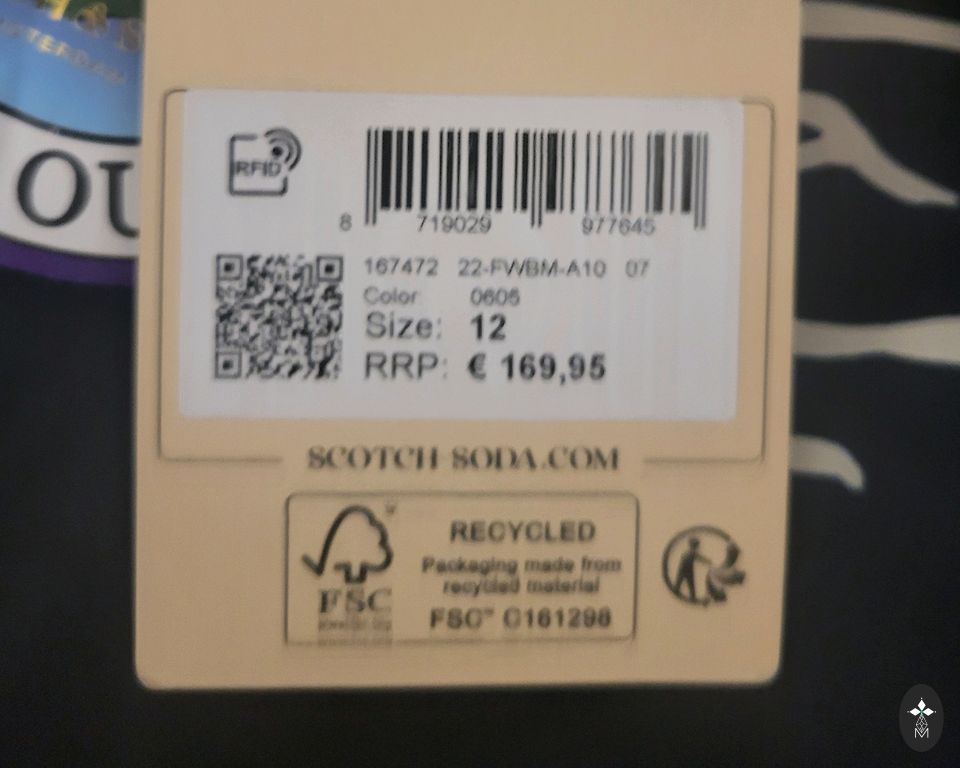 OU
RFID
8 719029 977645
167472 22-FWBM-A10 07
Color: 0606
Size: 12
RRP: € 169,95
SCOTCH-SODA.COM
RECYCLED
Packaging made from
recycled material
FSC
FSC™ C161298
M